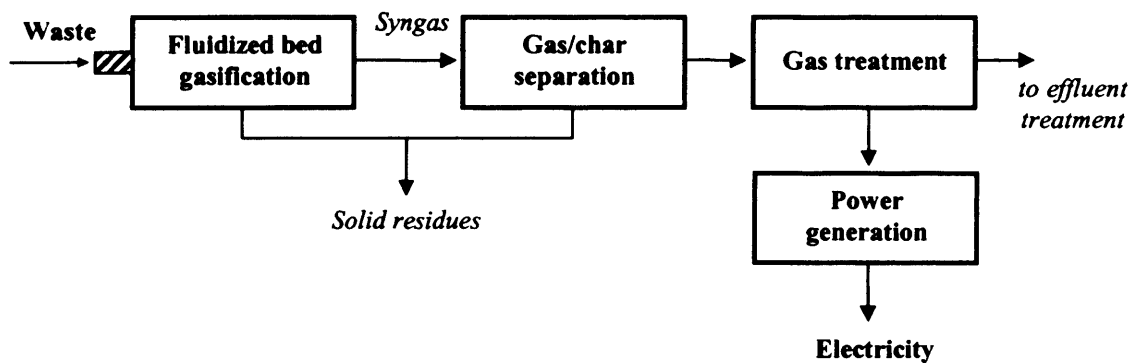 Waste
Fluidized bed
gasification
Syngas
Gas/char
separation
Gas treatment
to effluent
treatment
Solid residues
Power
generation
Electricity